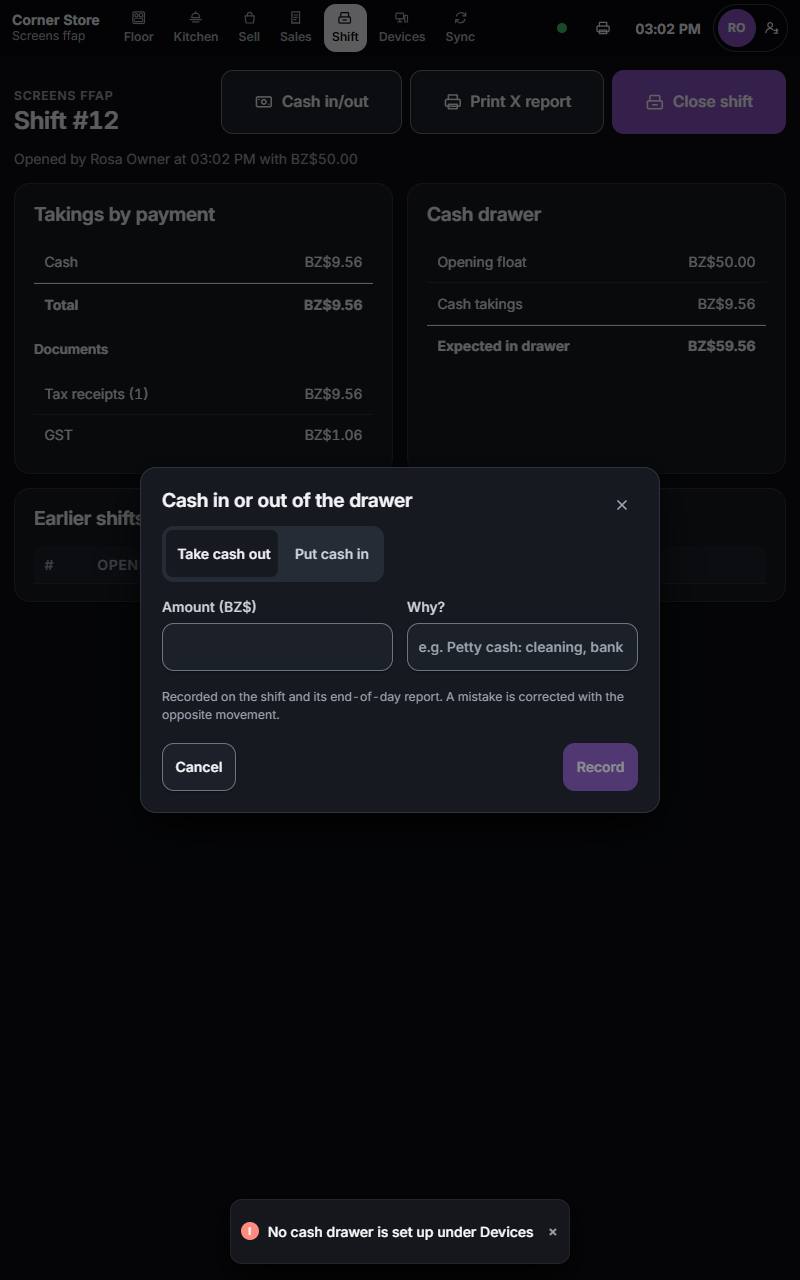 Corner Store
Screens ffap
Floor
Kitchen
Sell
Sales
Shift
Devices
Sync
03:02 PM
RO
SCREENS FFAP
Shift #12
Cash in/out
Print X report
Close shift
Opened by Rosa Owner at 03:02 PM with BZ$50.00
Takings by payment
Cash BZ$9.56
Total BZ$9.56
Documents
Tax receipts (1) BZ$9.56
GST BZ$1.06
Cash drawer
Opening float BZ$50.00
Cash takings BZ$9.56
Expected in drawer BZ$59.56
Earlier shifts
# OPEN
Cash in or out of the drawer
Take cash out
Put cash in
Amount (BZ$)
Why?
e.g. Petty cash: cleaning, bank
Recorded on the shift and its end-of-day report. A mistake is corrected with the
opposite movement.
Cancel
Record
No cash drawer is set up under Devices